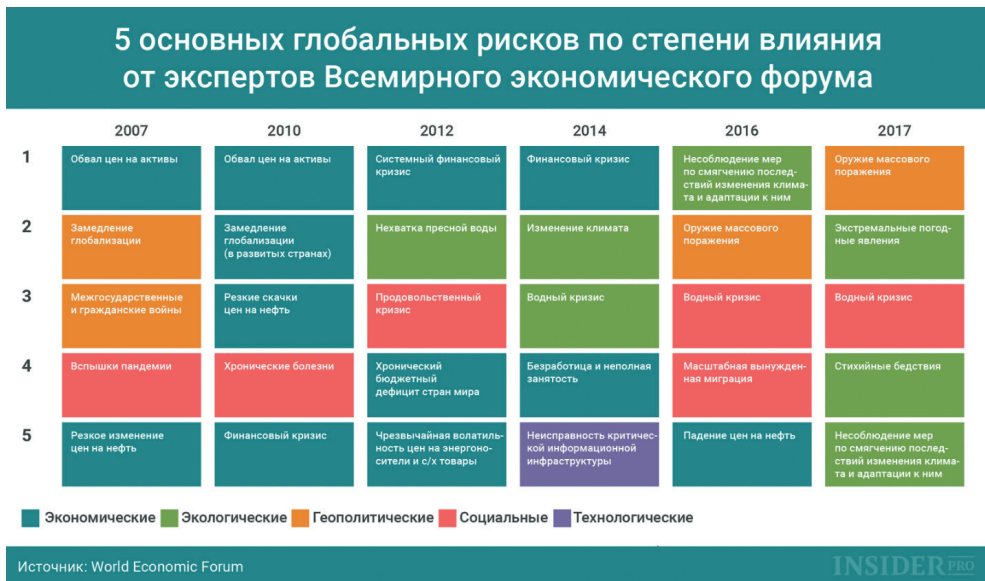 5 основных глобальных рисков по степени влияния
от экспертов Всемирного экономического форума
2007
2010
2012
2014
2016
2017
1
Обвал цен на активы
Обвал цен на активы
Системный финансовый
кризис
Финансовый кризис
Несоблюдение мер
по смягчению послед-
ствий изменения клима-
та и адаптации к ним
Оружие массового
поражения
2
Замедление
глобализации
Замедление
глобализации
(в развитых странах)
Нехватка пресной воды
Изменение климата
Оружие массового
поражения
Экстремальные погод-
ные явления
3
Межгосударственные
и гражданские войны
Резкие скачки
цен на нефть
Продовольственный
кризис
Водный кризис
Водный кризис
Водный кризис
4
Вспышки пандемии
Хронические болезни
Хронический
бюджетный
дефицит стран мира
Безработица и неполная
занятость
Масштабная вынужден-
ная миграция
Стихийные бедствия
5
Резкое изменение
цен на нефть
Финансовый кризис
Чрезвычайная волатиль-
ность цен на энергоно-
сители и с/х товары
Неисправность критичес-
кой информационной
инфраструктуры
Падение цен на нефть
Несоблюдение мер
по смягчению послед-
ствий изменения клима-
та и адаптации к ним
Экономические
Экологические
Геополитические
Социальные
Технологические
Источник: World Economic Forum
INSIDER PRO